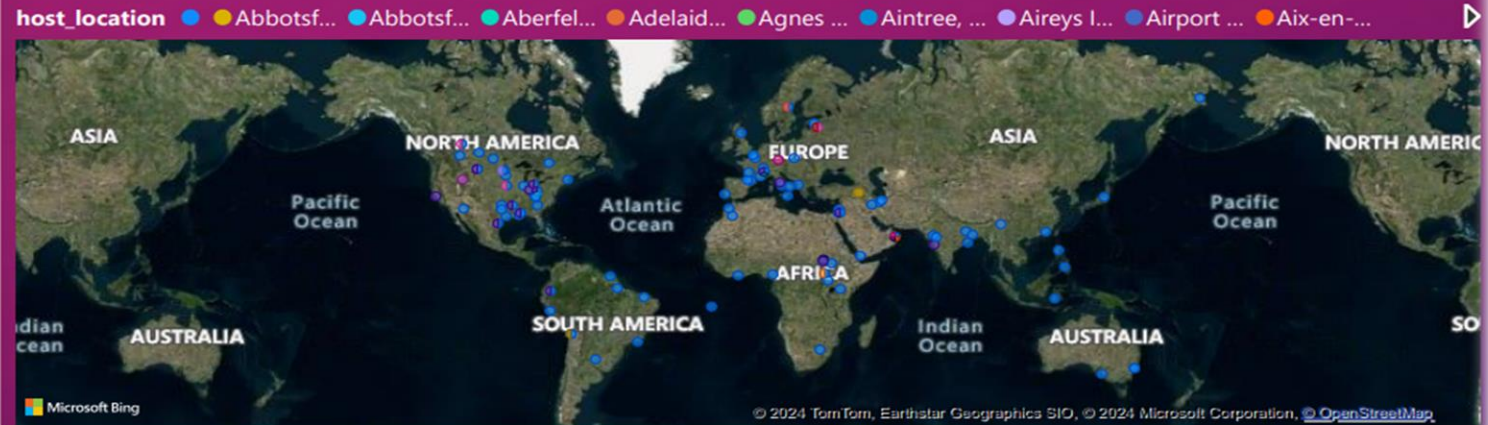 host_location Abbotsf... Abbotsf... Aberfel... Adelaid... Agnes ... Aintree, ... Aireys I... Airport ... Aix-en-...
ASIA
NORTH AMERICA
EUROPE
ASIA
NORTH AMERIC
Pacific
Ocean
Atlantic
Ocean
Pacific
Ocean
AFRICA
SOUTH AMERICA
SO
dian
cean
AUSTRALIA
Indian
Ocean
AUSTRALIA
Microsoft Bing
© 2024 TomTom, Earthstar Geographics SIO, © 2024 Microsoft Corporation, © OpenStreetMap